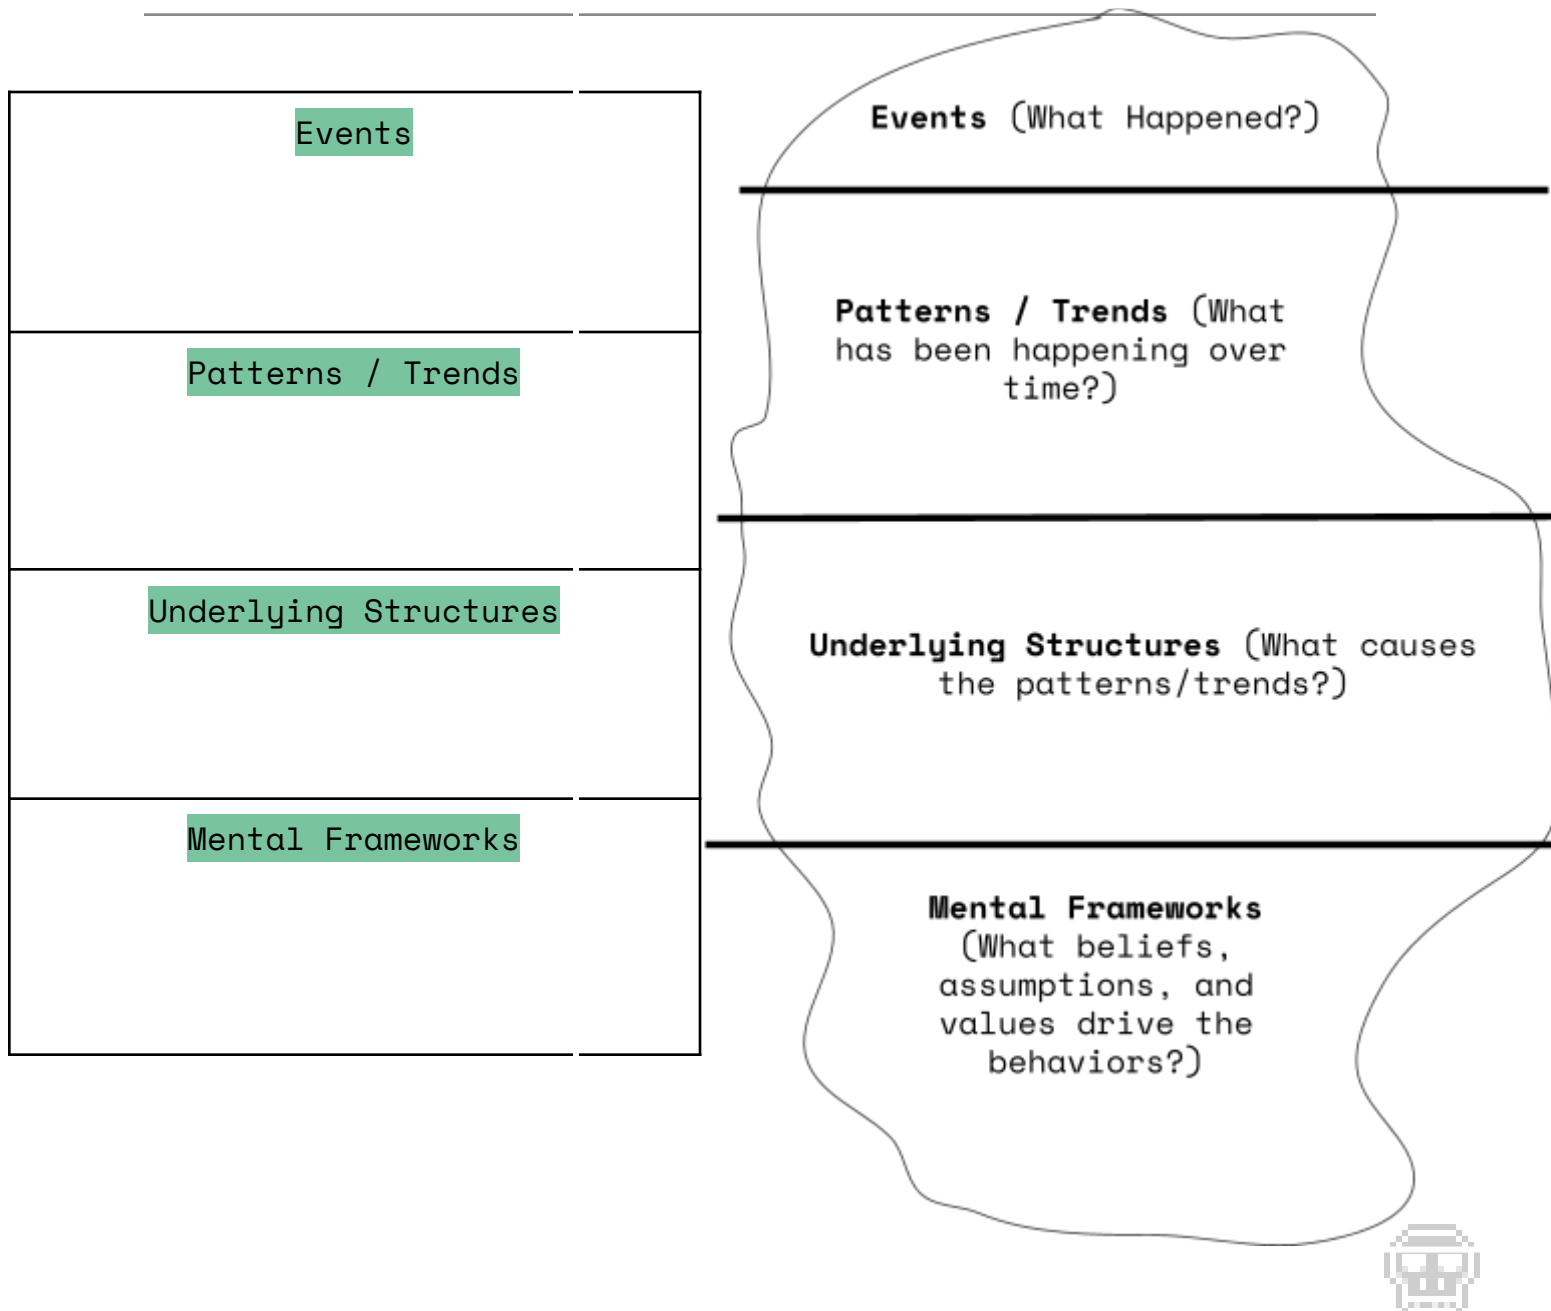 Events
Patterns / Trends
Underlying Structures
Mental Frameworks
Events (What Happened?)
Patterns / Trends (What
has been happening over
time?)
Underlying Structures (What causes
the patterns/trends?)
Mental Frameworks
(What beliefs,
assumptions, and
values drive the
behaviors?)